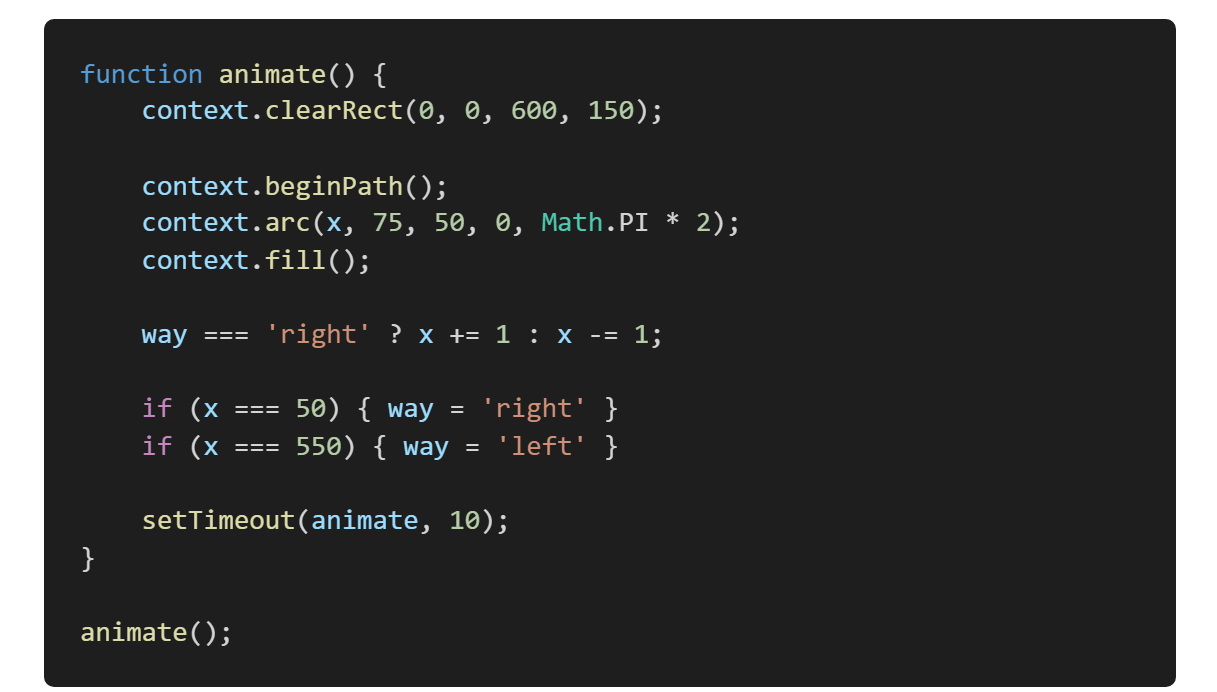 function animate() {
    context.clearRect(0, 0, 600, 150);

    context.beginPath();
    context.arc(x, 75, 50, 0, Math.PI * 2);
    context.fill();

    way === 'right' ? x += 1 : x -= 1;

    if (x === 50) { way = 'right' }
    if (x === 550) { way = 'left' }

    setTimeout(animate, 10);
}

animate();